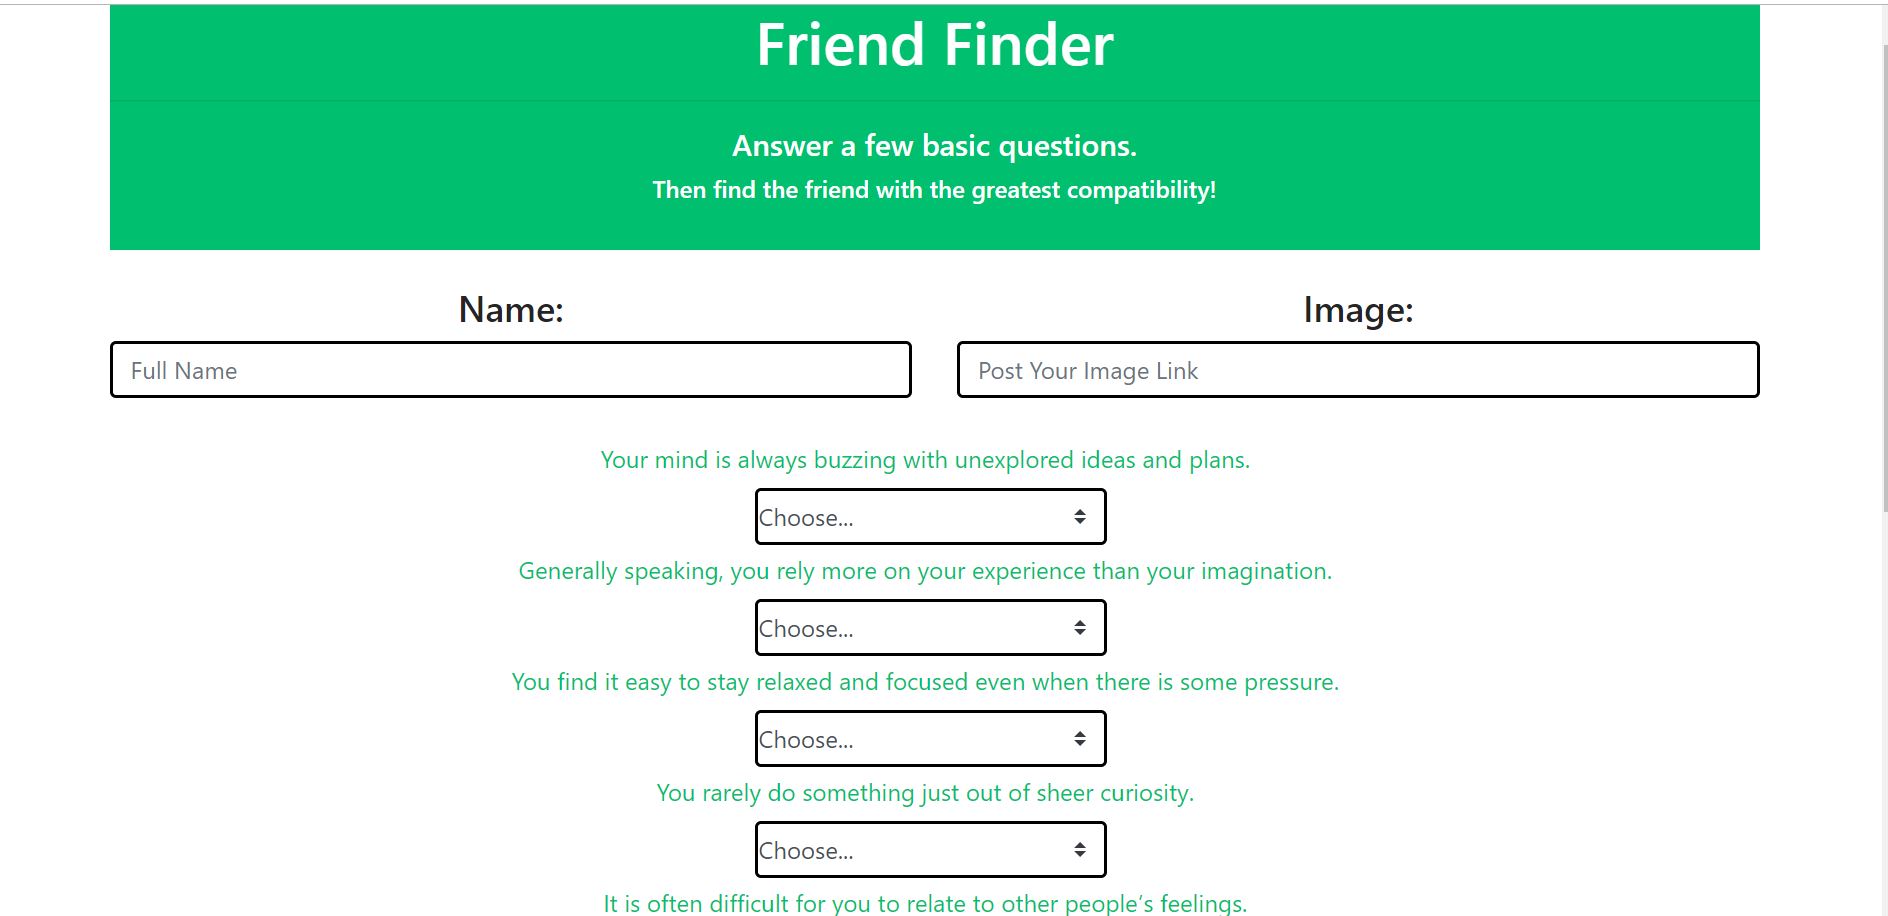 Friend Finder
Answer a few basic questions.
Then find the friend with the greatest compatibility!
Name:
Image:
Full Name
Post Your Image Link
Your mind is always buzzing with unexplored ideas and plans.
Choose...
Generally speaking, you rely more on your experience than your imagination.
Choose...
You find it easy to stay relaxed and focused even when there is some pressure.
Choose...
You rarely do something just out of sheer curiosity.
Choose...
It is often difficult for you to relate to other people’s feelings.